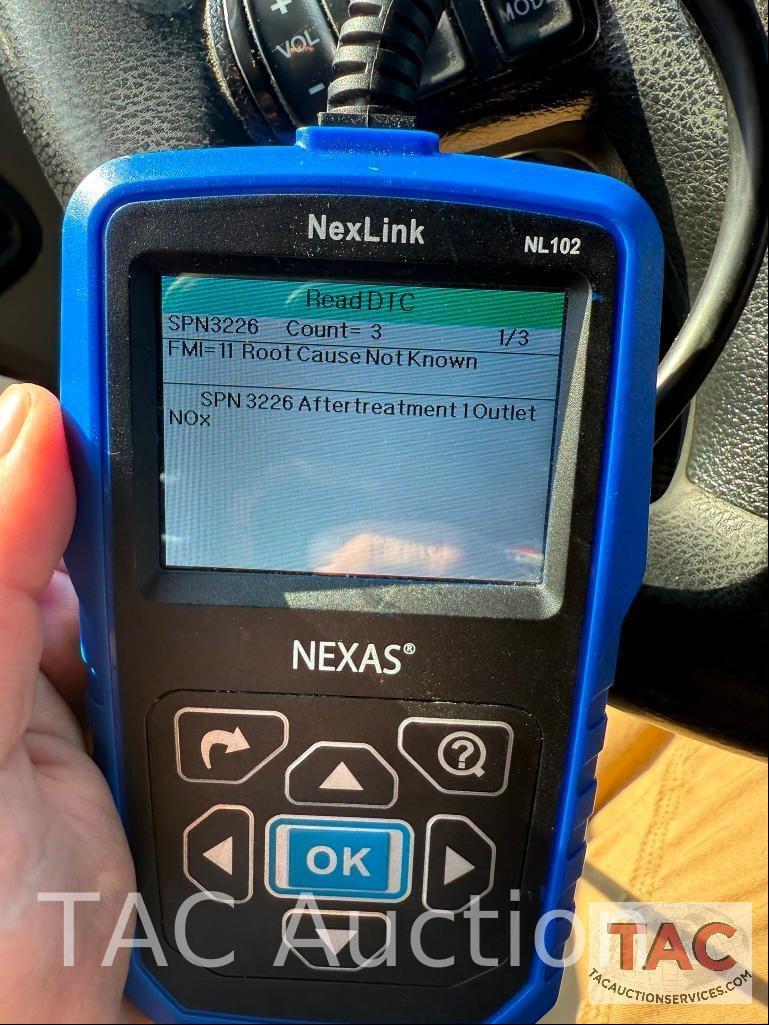 +
VOL
-
MOD
NexLink
NL102
Read DTC
SPN3226 Count= 3 1/3
FMI=11 Root Cause Not Known
SPN 3226 Aftertreatment 1 Outlet
NOx
NEXAS®
OK
TAC Auction
TAC
TACAUCTIONSERVICES.COM